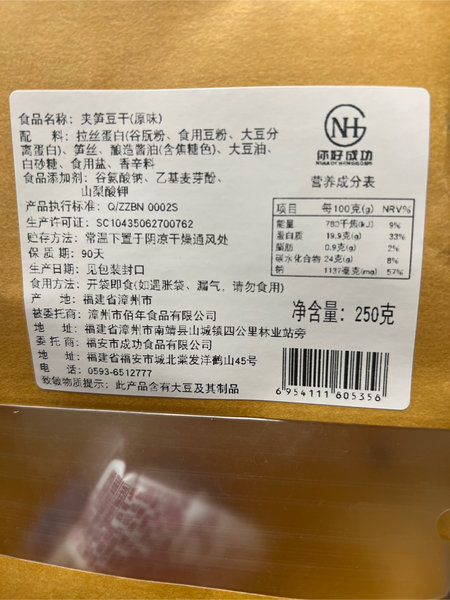 食品名称：夹笋豆干(原味)
配　　料：拉丝蛋白(谷朊粉、食用豆粉、大豆分
离蛋白)、笋丝、酿造酱油(含焦糖色)、大豆油、
白砂糖、食用盐、香辛料
食品添加剂：谷氨酸钠、乙基麦芽酚、
山梨酸钾
产品执行标准：Q/ZZBN 0002S
生产许可证：SC10435062700762
贮存方法：常温下置于阴凉干燥通风处
保 质 期：90天
生产日期：见包装封口
食用方法：开袋即食(如遇胀袋、漏气，请勿食用)
产　　地：福建省漳州市
被委托商：漳州市佰年食品有限公司
地　　址：福建省漳州市南靖县山城镇四公里林业站旁
委 托 商：福安市成功食品有限公司
地　　址：福建省福安市城北棠发洋鹤山45号
电　　话：0593-6512777
致敏物质提示：此产品含有大豆及其制品
NH
你好成功
营养成分表
项目 每100克(g) NRV%
能量 780千焦(kJ) 9%
蛋白质 19.9克(g) 33%
脂肪 0.9克(g) 2%
碳水化合物 24克(g) 8%
钠 1137毫克(mg) 57%
净含量：250克
6954111605356